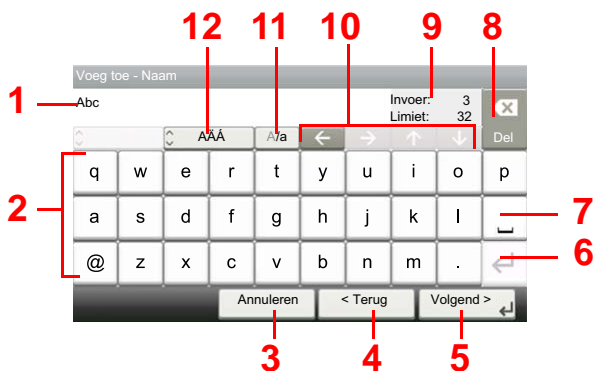 12 11 10 9 8
Voeg toe - Naam
1 Abc Invoer: 3
Limiet: 32
AÄÁ A/a ← → ↑ ↓ Del
q w e r t y u i o p
2 a s d f g h j k l 7
@ z x c v b n m . 6
Annuleren < Terug Volgend >
3 4 5